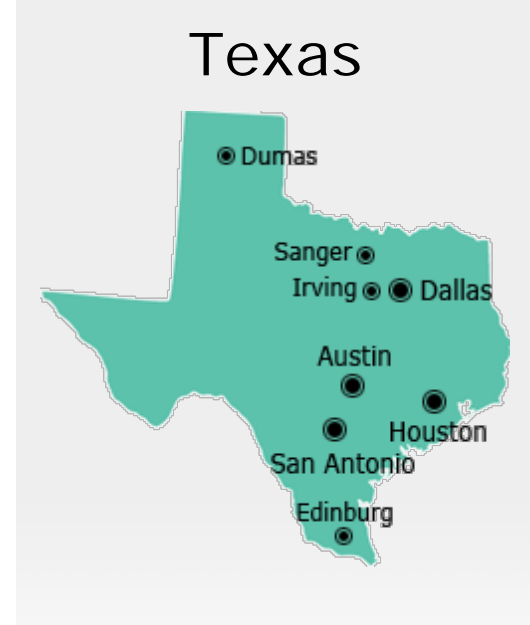 Texas
Dumas
Sanger
Irving
Dallas
Austin
Houston
San Antonio
Edinburg